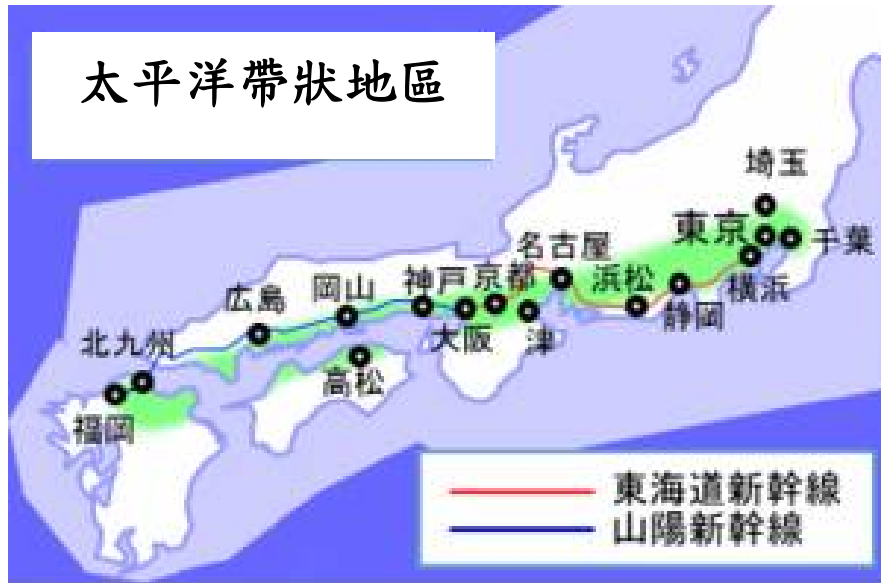 太平洋帶狀地區
埼玉
東京
千葉
名古屋
横浜
浜松
静岡
神戸
京都
岡山
広島
大阪
津
北九州
高松
福岡
東海道新幹線
山陽新幹線